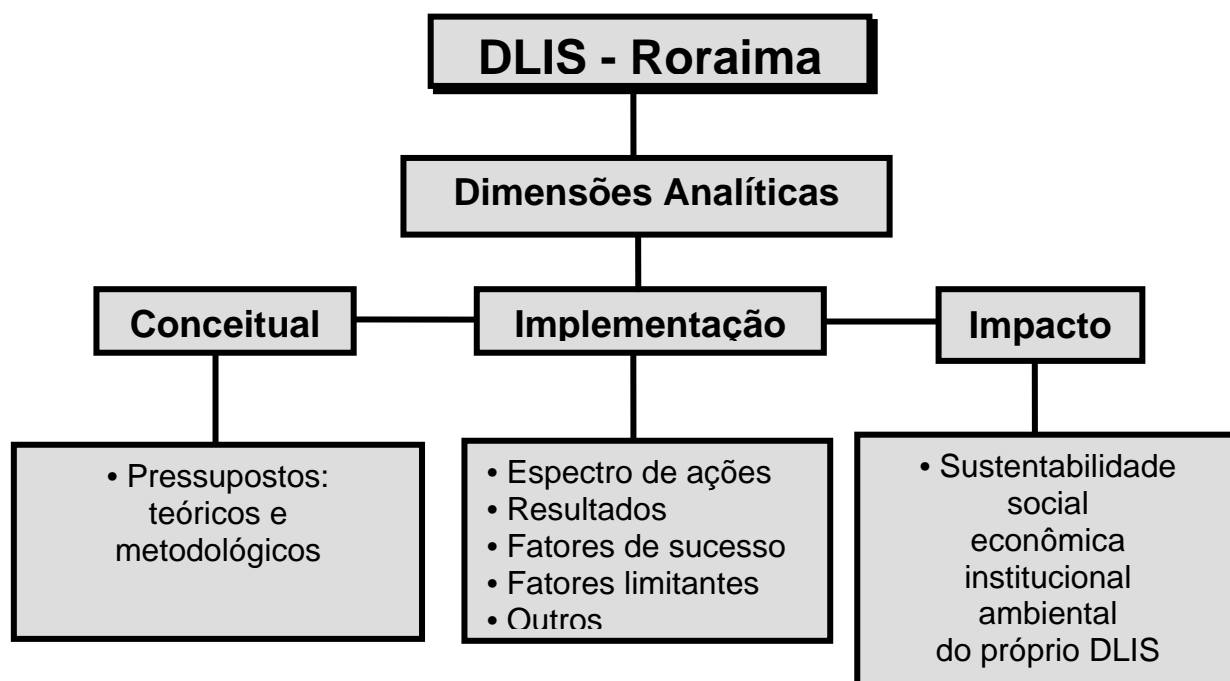 DLIS - Roraima
Dimensões Analíticas
Conceitual
Implementação
Impacto
• Pressupostos:
teóricos e
metodológicos
• Espectro de ações
• Resultados
• Fatores de sucesso
• Fatores limitantes
• Outros
• Sustentabilidade
social
econômica
institucional
ambiental
do próprio DLIS